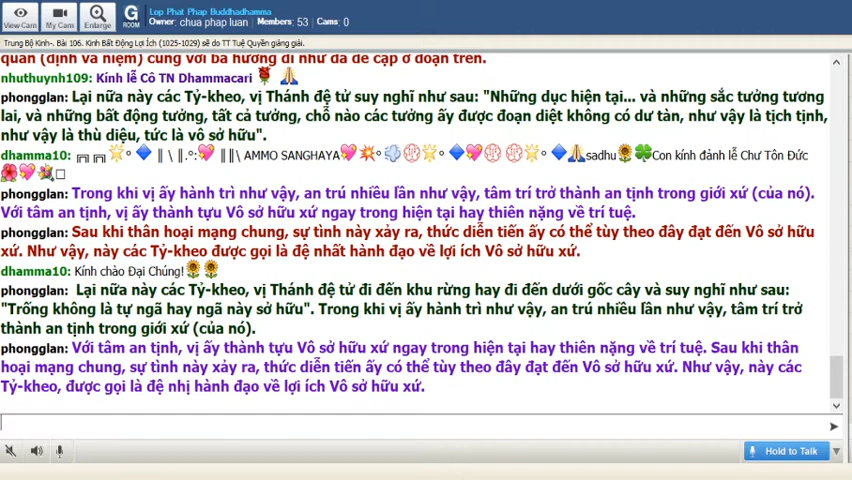 Lop Phat Phap Buddhadhamma
Owner: chua phap luan Members: 53 Cams: 0
View Cam
My Cam
Enlarge
G
ROOM
Trung Bộ Kinh-. Bài 106. Kinh Bất Động Lợi Ích (1025-1029) sẽ do TT Tuệ Quyền giảng giải.
quán (định và niệm) cùng với ba hướng đi như đã đề cập ở đoạn trên.
nhuthuynh109: Kính lễ Cô TN Dhammacari
phongglan: Lại nữa này các Tỷ-kheo, vị Thánh đệ tử suy nghĩ như sau: "Những dục hiện tại... và những sắc tưởng tương
lai, và những bất động tưởng, tất cả tưởng, chỗ nào các tưởng ấy được đoạn diệt không có dư tàn, như vậy là tịch tịnh,
như vậy là thù diệu, tức là vô sở hữu".
dhamma10: AMMO SANGHAYA sadhu Con kính đảnh lễ Chư Tôn Đức
phongglan: Trong khi vị ấy hành trì như vậy, an trú nhiều lần như vậy, tâm trí trở thành an tịnh trong giới xứ (của nó).
Với tâm an tịnh, vị ấy thành tựu Vô sở hữu xứ ngay trong hiện tại hay thiên nặng về trí tuệ.
phongglan: Sau khi thân hoại mạng chung, sự tình này xảy ra, thức diễn tiến ấy có thể tùy theo đây đạt đến Vô sở hữu
xứ. Như vậy, này các Tỷ-kheo được gọi là đệ nhất hành đạo về lợi ích Vô sở hữu xứ.
dhamma10: Kính chào Đại Chúng!
phongglan: Lại nữa này các Tỷ-kheo, vị Thánh đệ tử đi đến khu rừng hay đi đến dưới gốc cây và suy nghĩ như sau:
"Trống không là tự ngã hay ngã này sở hữu". Trong khi vị ấy hành trì như vậy, an trú nhiều lần như vậy, tâm trí trở
thành an tịnh trong giới xứ (của nó).
phongglan: Với tâm an tịnh, vị ấy thành tựu Vô sở hữu xứ ngay trong hiện tại hay thiên nặng về trí tuệ. Sau khi thân
hoại mạng chung, sự tình này xảy ra, thức diễn tiến ấy có thể tùy theo đây đạt đến Vô sở hữu xứ. Như vậy, này các
Tỷ-kheo, được gọi là đệ nhị hành đạo về lợi ích Vô sở hữu xứ.
Hold to Talk